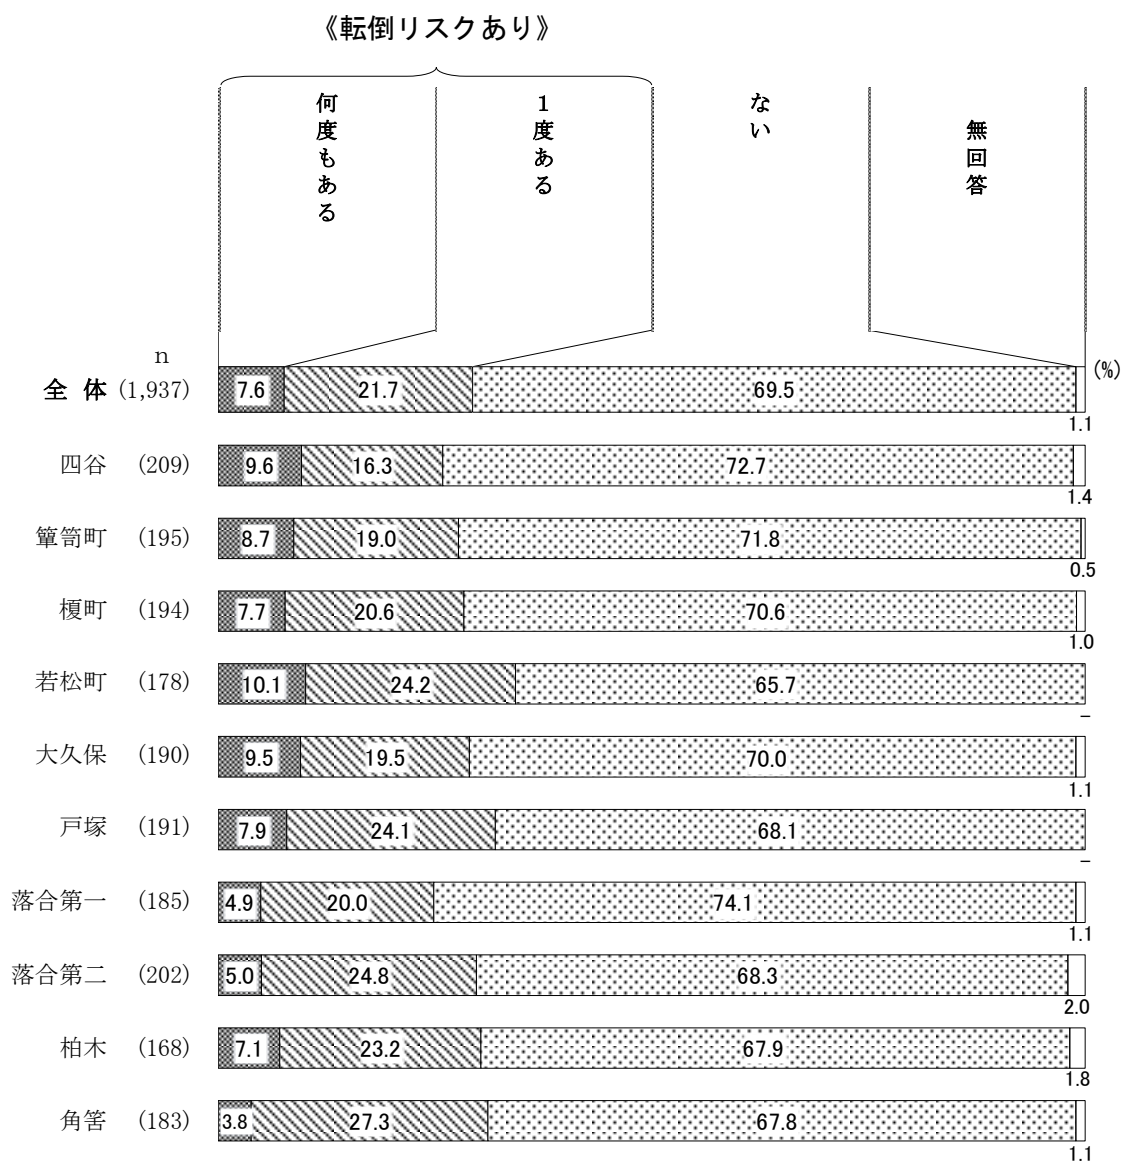 《転倒リスクあり》
何度もある
１度ある
ない
無回答
n
(%)
全 体 (1,937) 7.6 21.7 69.5 1.1
四谷 (209) 9.6 16.3 72.7 1.4
簞笥町 (195) 8.7 19.0 71.8 0.5
榎町 (194) 7.7 20.6 70.6 1.0
若松町 (178) 10.1 24.2 65.7 -
大久保 (190) 9.5 19.5 70.0 1.1
戸塚 (191) 7.9 24.1 68.1 -
落合第一 (185) 4.9 20.0 74.1 1.1
落合第二 (202) 5.0 24.8 68.3 2.0
柏木 (168) 7.1 23.2 67.9 1.8
角筈 (183) 3.8 27.3 67.8 1.1